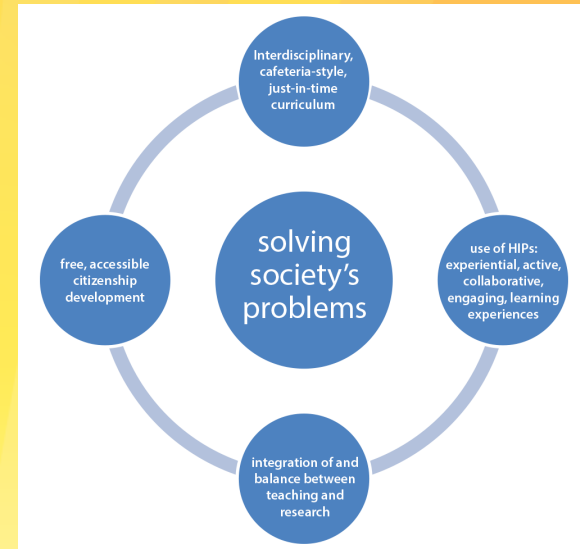 Interdisciplinary,
cafeteria-style,
just-in-time
curriculum
solving
society's
problems
free, accessible
citizenship
development
use of HIPs:
experiential, active,
collaborative,
engaging, learning
experiences
integration of and
balance between
teaching and
research